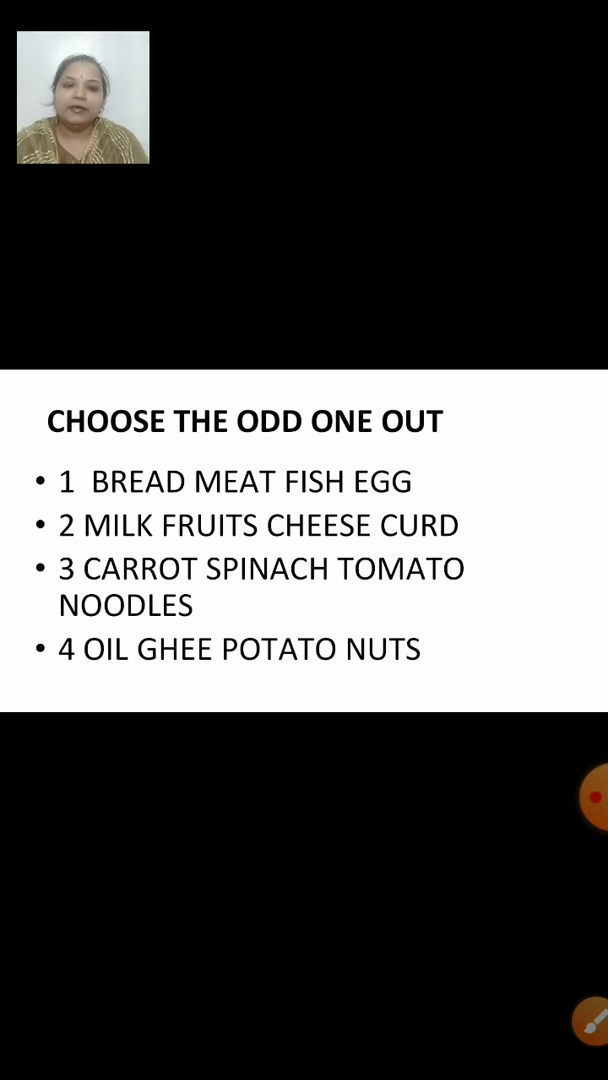 CHOOSE THE ODD ONE OUT
• 1  BREAD MEAT FISH EGG
• 2 MILK FRUITS CHEESE CURD
• 3 CARROT SPINACH TOMATO
NOODLES
• 4 OIL GHEE POTATO NUTS